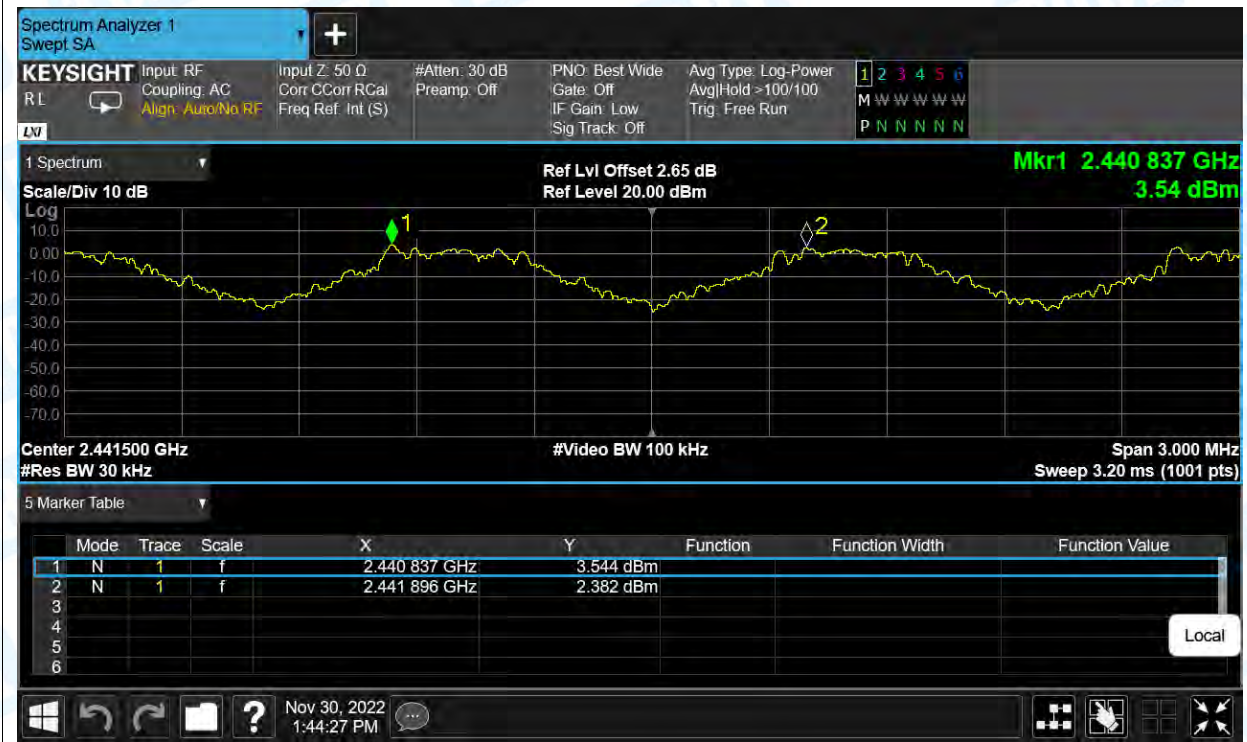 Spectrum Analyzer 1
Swept SA
+
KEYSIGHT
RL
LXI
Input: RF
Coupling: AC
Align: Auto/No RF
Input Z: 50 Ω
Corr CCorr RCal
Freq Ref: Int (S)
#Atten: 30 dB
Preamp: Off
PNO: Best Wide
Gate: Off
IF Gain: Low
Sig Track: Off
Avg Type: Log-Power
Avg|Hold >100/100
Trig: Free Run
1 2 3 4 5 6
M W W W W W
P N N N N N
1 Spectrum
Scale/Div 10 dB
Ref Lvl Offset 2.65 dB
Ref Level 20.00 dBm
Mkr1 2.440 837 GHz
3.54 dBm
Log
10.0
0.00
-10.0
-20.0
-30.0
-40.0
-50.0
-60.0
-70.0
1
2
Center 2.441500 GHz
#Res BW 30 kHz
#Video BW 100 kHz
Span 3.000 MHz
Sweep 3.20 ms (1001 pts)
5 Marker Table
Mode Trace Scale X Y Function Function Width Function Value
1 N 1 f 2.440 837 GHz 3.544 dBm
2 N 1 f 2.441 896 GHz 2.382 dBm
3
4
5
6
Local
?
Nov 30, 2022
1:44:27 PM